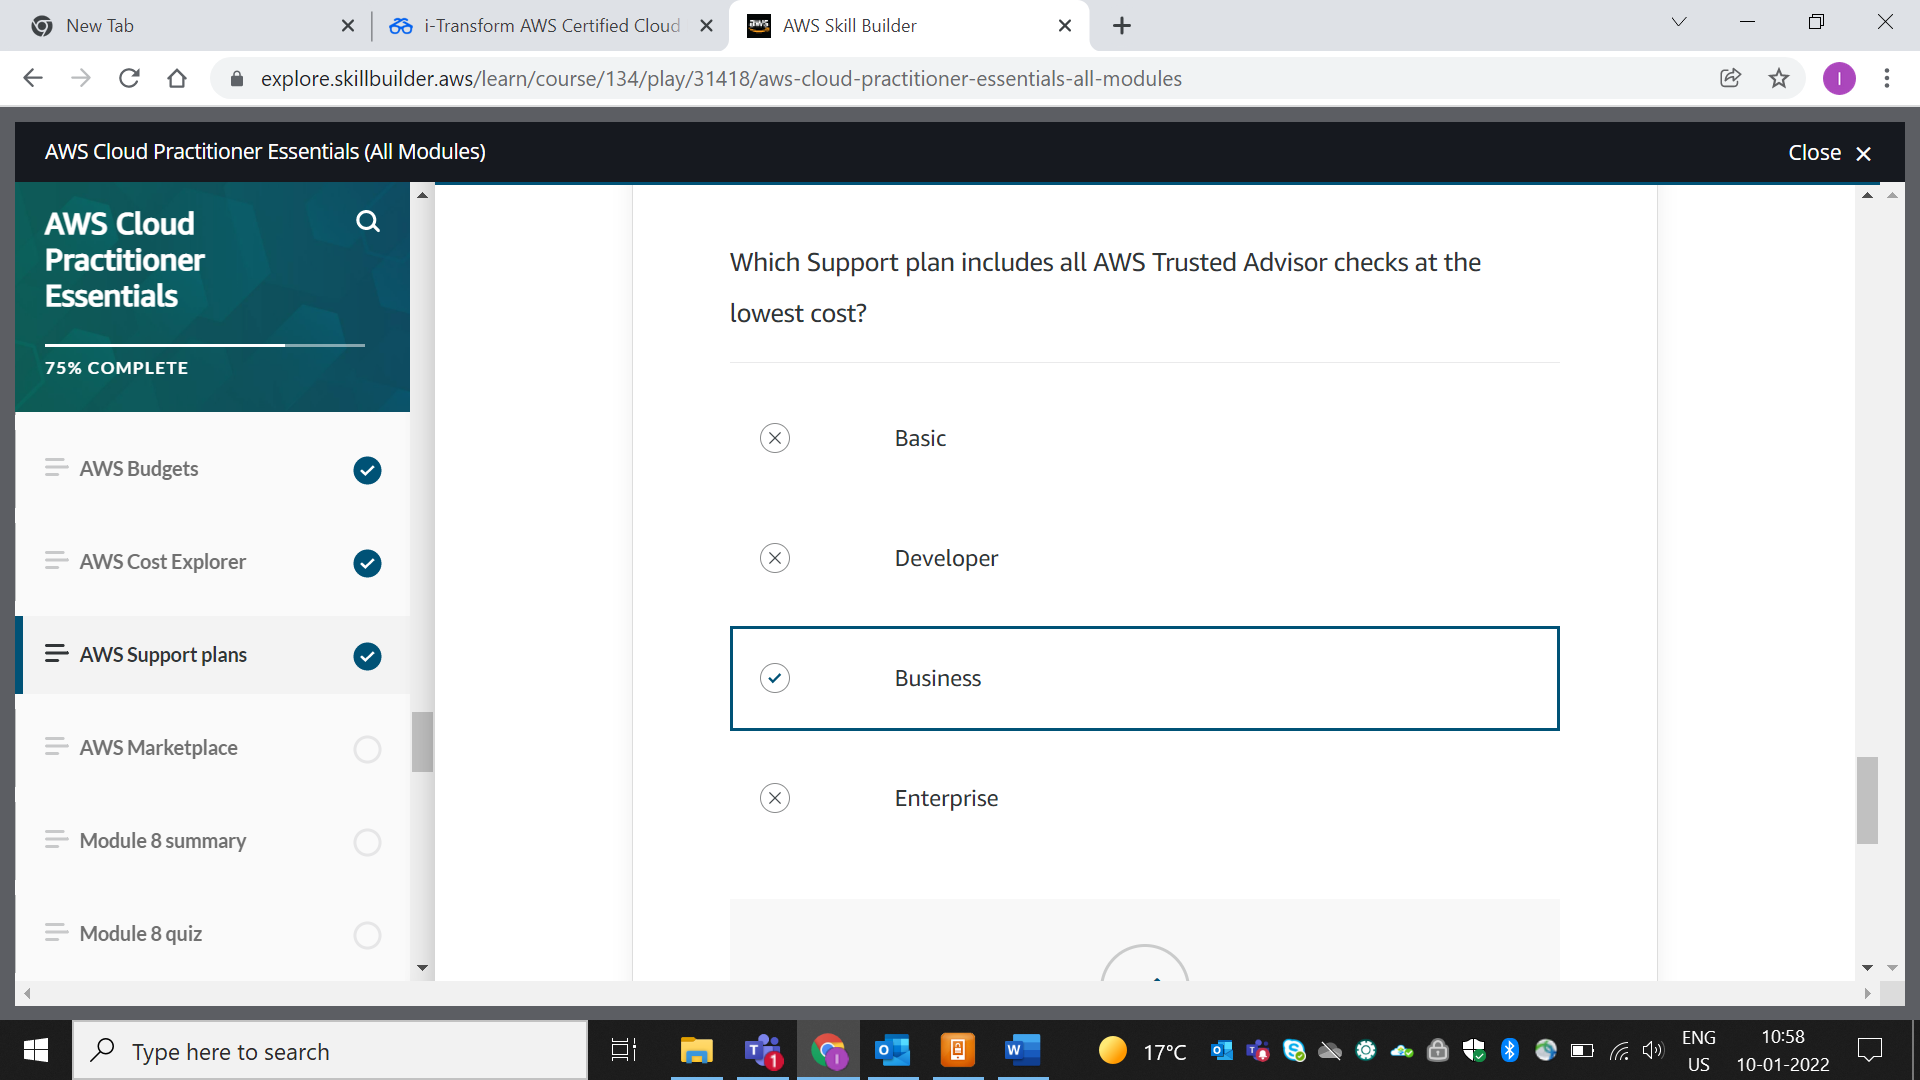 New Tab
i-Transform AWS Certified Cloud
aws
AWS Skill Builder
explore.skillbuilder.aws/learn/course/134/play/31418/aws-cloud-practitioner-essentials-all-modules
I
AWS Cloud Practitioner Essentials (All Modules)
Close
AWS Cloud
Practitioner
Essentials
75% COMPLETE
AWS Budgets
AWS Cost Explorer
AWS Support plans
AWS Marketplace
Module 8 summary
Module 8 quiz
Which Support plan includes all AWS Trusted Advisor checks at the
lowest cost?
Basic
Developer
Business
Enterprise
Type here to search
17°C
ENG
US
10:58
10-01-2022